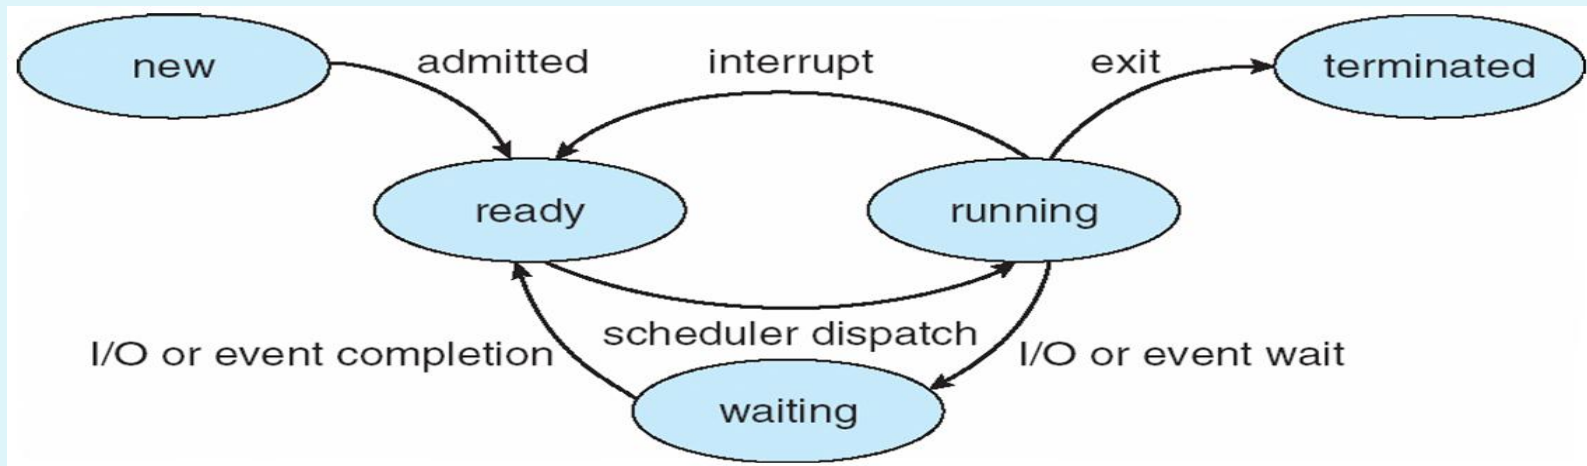 new
admitted
interrupt
exit
terminated
ready
running
scheduler dispatch
I/O or event completion
I/O or event wait
waiting